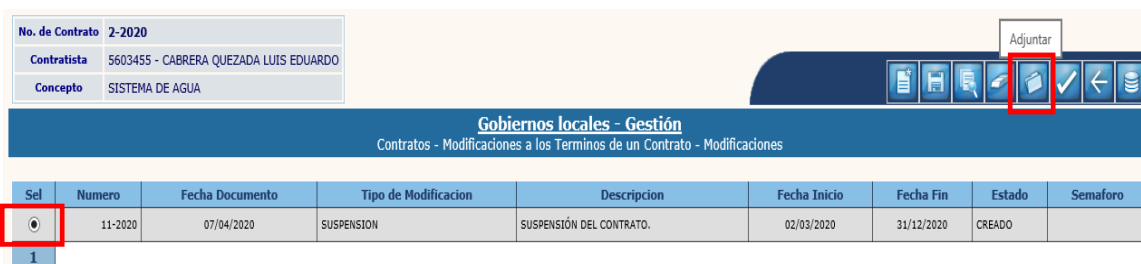 No. de Contrato 2-2020
Contratista 5603455 - CABRERA QUEZADA LUIS EDUARDO
Concepto SISTEMA DE AGUA
Adjuntar
Gobiernos locales - Gestión
Contratos - Modificaciones a los Terminos de un Contrato - Modificaciones
Sel Numero Fecha Documento Tipo de Modificacion Descripcion Fecha Inicio Fecha Fin Estado Semaforo
11-2020 07/04/2020 SUSPENSION SUSPENSIÓN DEL CONTRATO. 02/03/2020 31/12/2020 CREADO
1